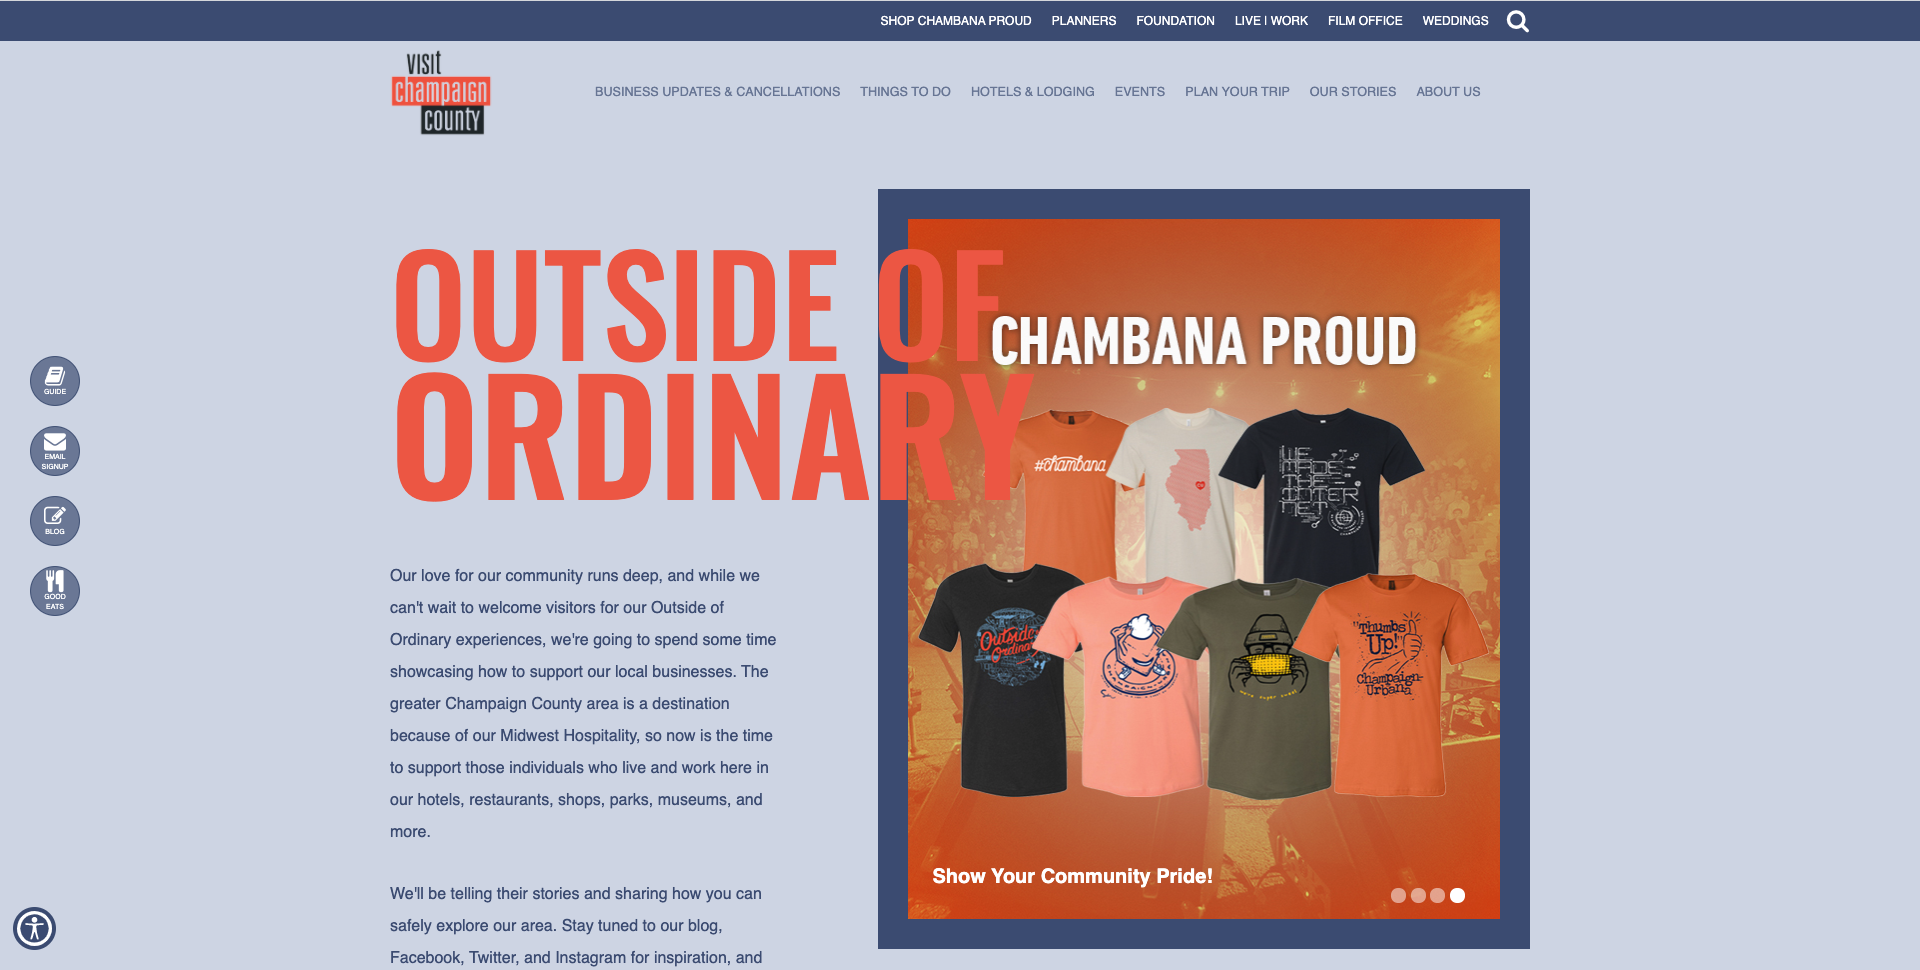 SHOP CHAMBANA PROUD PLANNERS FOUNDATION LIVE | WORK FILM OFFICE WEDDINGS
VISIT
champaign
county
BUSINESS UPDATES & CANCELLATIONS THINGS TO DO HOTELS & LODGING EVENTS PLAN YOUR TRIP OUR STORIES ABOUT US
OUTSIDE OF
ORDINARY
GUIDE
EMAIL
SIGNUP
BLOG
GOOD
EATS
Our love for our community runs deep, and while we
can't wait to welcome visitors for our Outside of
Ordinary experiences, we're going to spend some time
showcasing how to support our local businesses. The
greater Champaign County area is a destination
because of our Midwest Hospitality, so now is the time
to support those individuals who live and work here in
our hotels, restaurants, shops, parks, museums, and
more.
We'll be telling their stories and sharing how you can
safely explore our area. Stay tuned to our blog,
Facebook, Twitter, and Instagram for inspiration, and
CHAMBANA PROUD
#chambana
WE
MADE
THE
INTER
NET
Outside
Ordinary
more super sweet
"Thumbs
Up!"
Champaign-
Urbana
Show Your Community Pride!